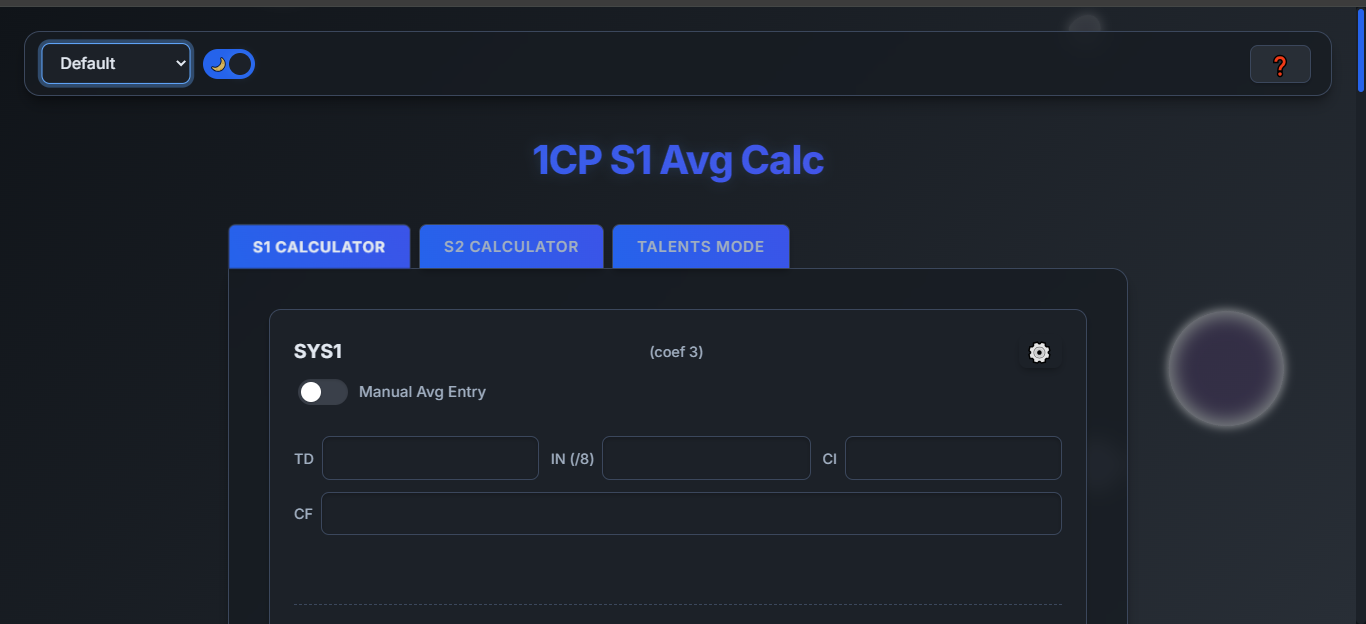 Default
❓
1CP S1 Avg Calc
S1 CALCULATOR S2 CALCULATOR TALENTS MODE
SYS1 (coef 3)
Manual Avg Entry
TD IN (/8) CI
CF